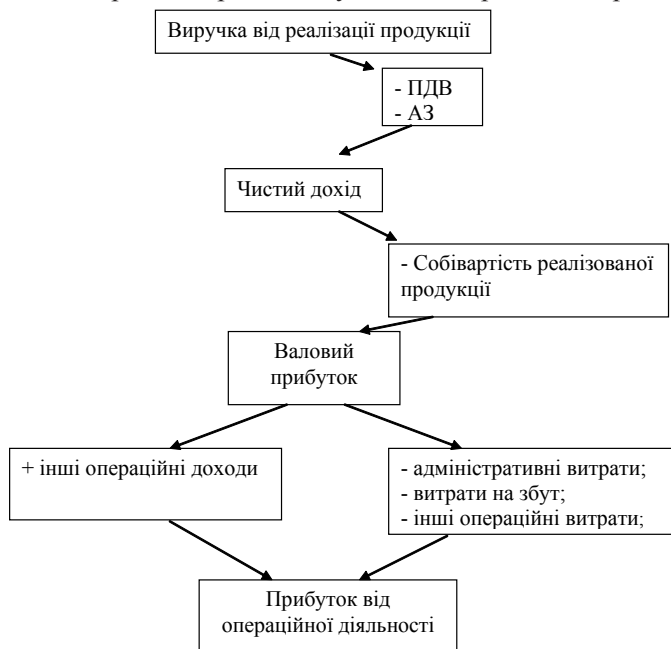 Виручка від реалізації продукції
- ПДВ
- АЗ
Чистий дохід
- Собівартість реалізованої
продукції
Валовий
прибуток
+ інші операційні доходи
- адміністративні витрати;
- витрати на збут;
- інші операційні витрати;
Прибуток від
операційної діяльності